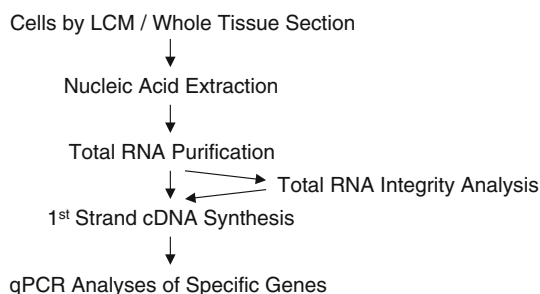 Cells by LCM / Whole Tissue Section
Nucleic Acid Extraction
Total RNA Purification
Total RNA Integrity Analysis
1st Strand cDNA Synthesis
qPCR Analyses of Specific Genes